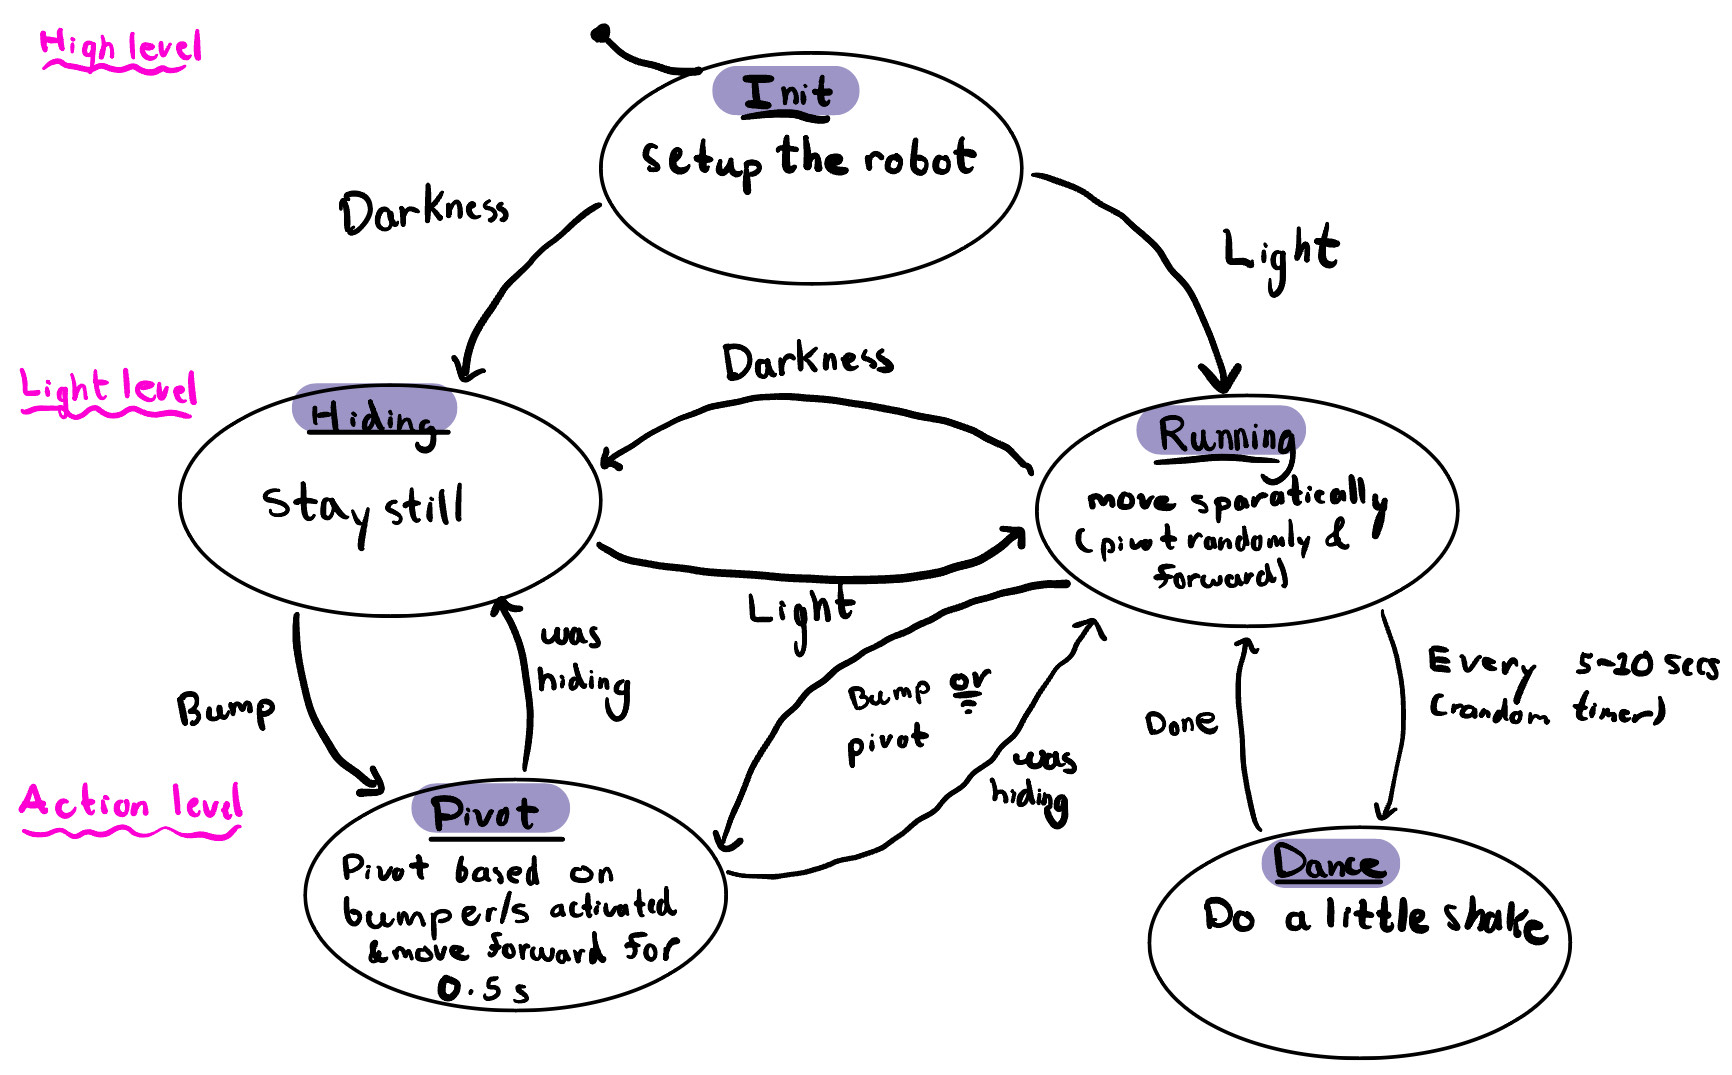 High level
Init
setup the robot
Darkness
Light
Light level
Darkness
Hiding
Stay still
Running
move sparatically
(pivot randomly &
forward)
Light
was
hiding
Bump
Bump or
pivot
was
hiding
Done
Every 5-10 secs
(random timer)
Action level
Pivot
Pivot based on
bumper/s activated
& move forward for
0.5 s
Dance
Do a little shake